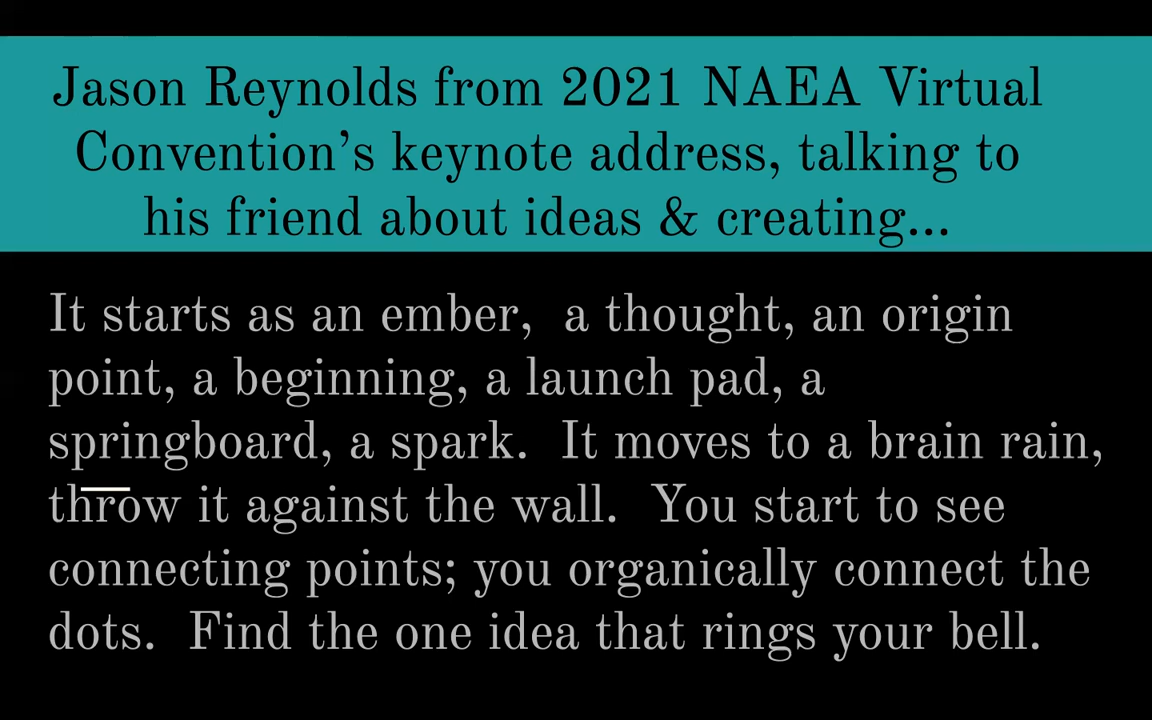 Jason Reynolds from 2021 NAEA Virtual
Convention’s keynote address, talking to
his friend about ideas & creating...
It starts as an ember,  a thought, an origin
point, a beginning, a launch pad, a
springboard, a spark.  It moves to a brain rain,
throw it against the wall.  You start to see
connecting points; you organically connect the
dots.  Find the one idea that rings your bell.